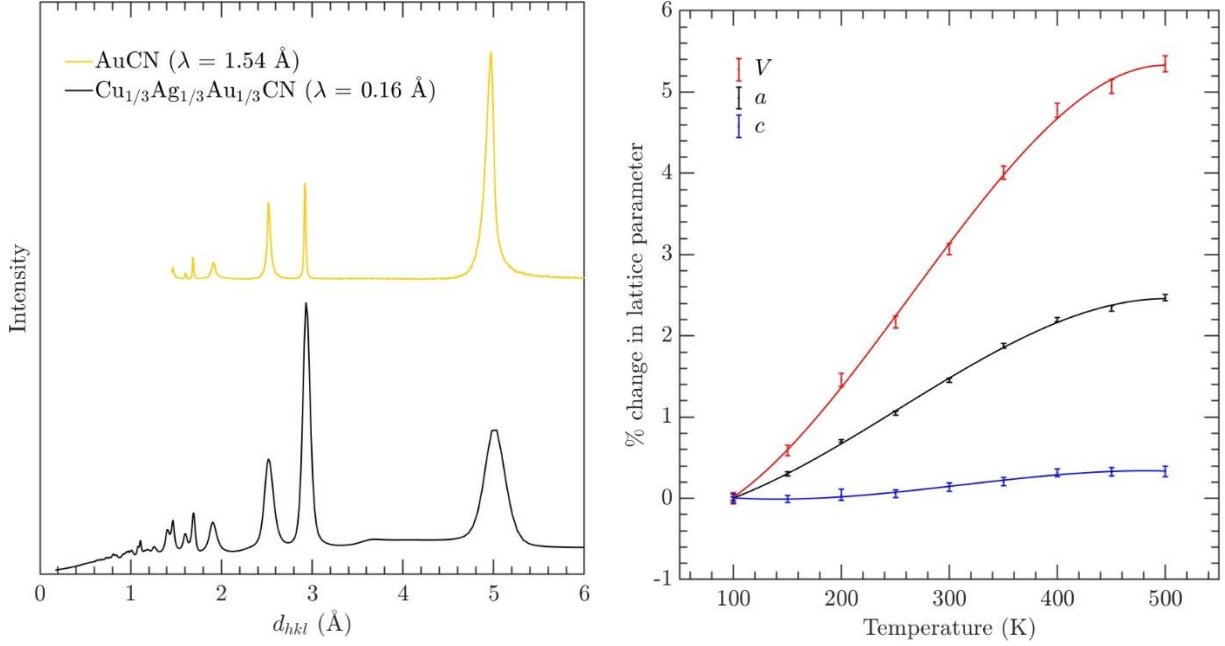 AuCN (λ = 1.54 Å)
Cu1/3Ag1/3Au1/3CN (λ = 0.16 Å)
Intensity
0 1 2 3 4 5 6
dhkl (Å)
V
a
c
% change in lattice parameter
6
5
4
3
2
1
0
-1
100 200 300 400 500
Temperature (K)